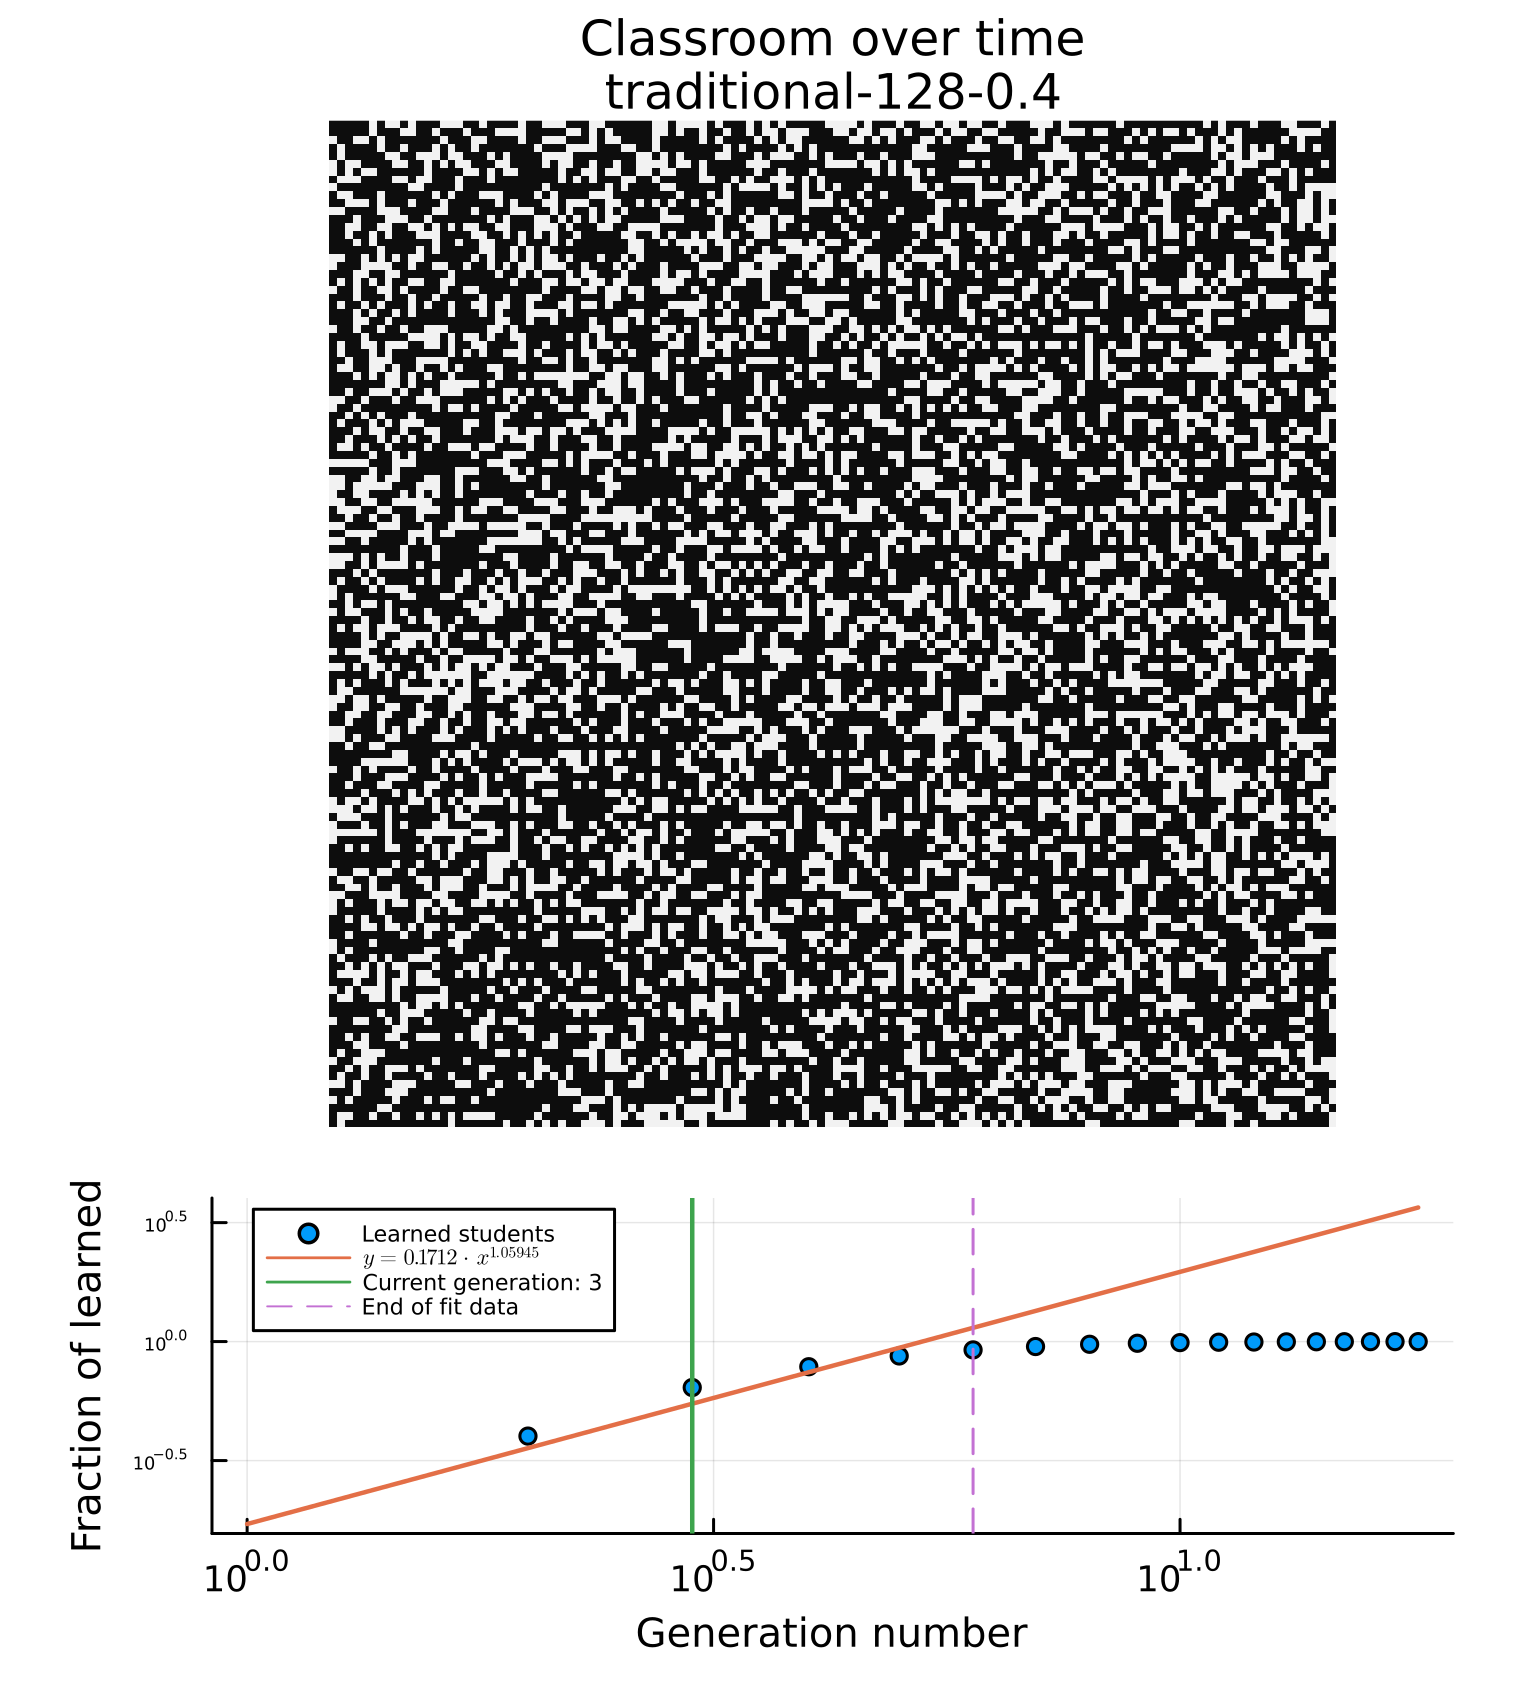 Classroom over time
traditional-128-0.4
Fraction of learned
10^0.5
10^0.0
10^−0.5
Learned students
y = 0.1712 · x^1.05945
Current generation: 3
End of fit data
10^0.0 10^0.5 10^1.0
Generation number